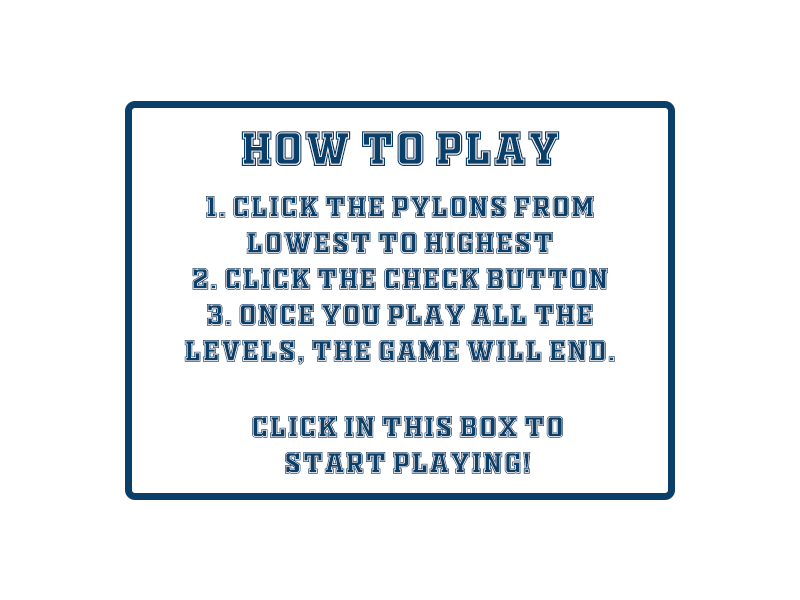 HOW TO PLAY
1. CLICK THE PYLONS FROM
LOWEST TO HIGHEST
2. CLICK THE CHECK BUTTON
3. ONCE YOU PLAY ALL THE
LEVELS, THE GAME WILL END.
CLICK IN THIS BOX TO
START PLAYING!